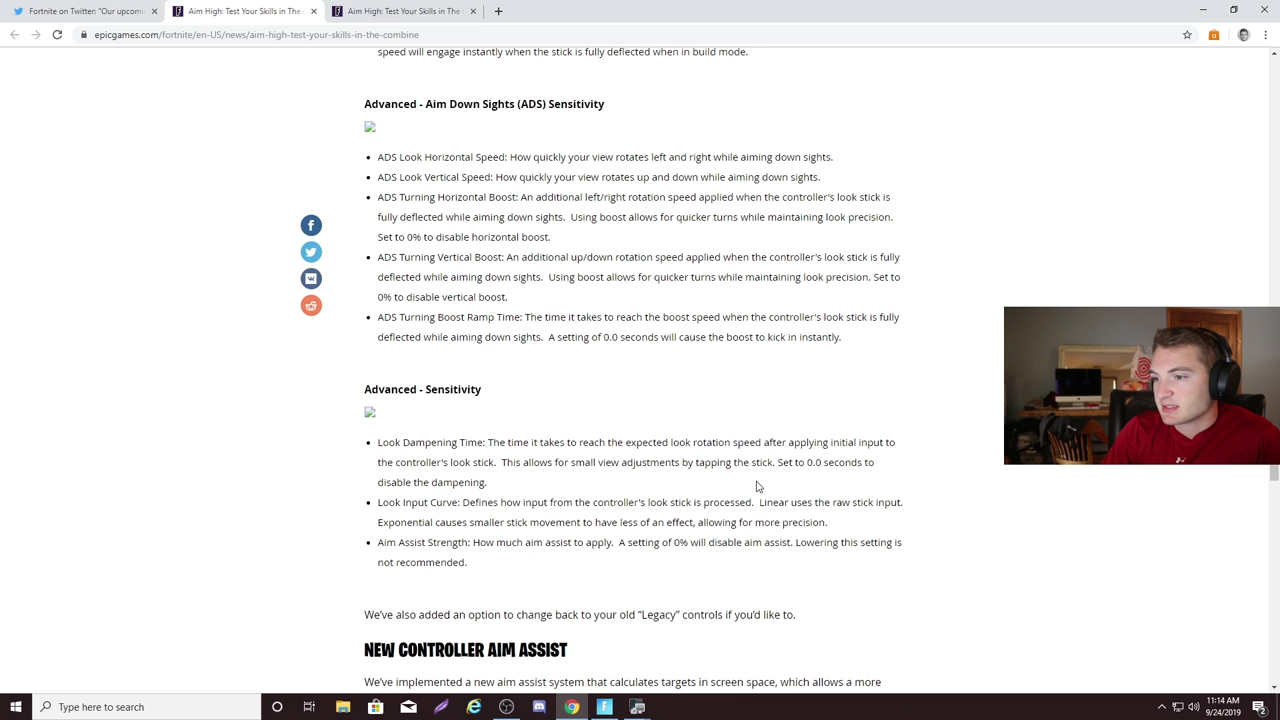 Fortnite on Twitter: "Our upcomi
Aim High: Test Your Skills in The
Aim High: Test Your Skills in The
epicgames.com/fortnite/en-US/news/aim-high-test-your-skills-in-the-combine
speed will engage instantly when the stick is fully deflected when in build mode.
Advanced - Aim Down Sights (ADS) Sensitivity
ADS Look Horizontal Speed: How quickly your view rotates left and right while aiming down sights.
ADS Look Vertical Speed: How quickly your view rotates up and down while aiming down sights.
ADS Turning Horizontal Boost: An additional left/right rotation speed applied when the controller's look stick is
fully deflected while aiming down sights.  Using boost allows for quicker turns while maintaining look precision.
Set to 0% to disable horizontal boost.
ADS Turning Vertical Boost: An additional up/down rotation speed applied when the controller's look stick is fully
deflected while aiming down sights.  Using boost allows for quicker turns while maintaining look precision. Set to
0% to disable vertical boost.
ADS Turning Boost Ramp Time: The time it takes to reach the boost speed when the controller's look stick is fully
deflected while aiming down sights.  A setting of 0.0 seconds will cause the boost to kick in instantly.
Advanced - Sensitivity
Look Dampening Time: The time it takes to reach the expected look rotation speed after applying initial input to
the controller's look stick.  This allows for small view adjustments by tapping the stick. Set to 0.0 seconds to
disable the dampening.
Look Input Curve: Defines how input from the controller's look stick is processed.  Linear uses the raw stick input.
Exponential causes smaller stick movement to have less of an effect, allowing for more precision.
Aim Assist Strength: How much aim assist to apply.  A setting of 0% will disable aim assist. Lowering this setting is
not recommended.
We've also added an option to change back to your old "Legacy" controls if you'd like to.
NEW CONTROLLER AIM ASSIST
We've implemented a new aim assist system that calculates targets in screen space, which allows a more
Type here to search
11:14 AM
9/24/2019
2